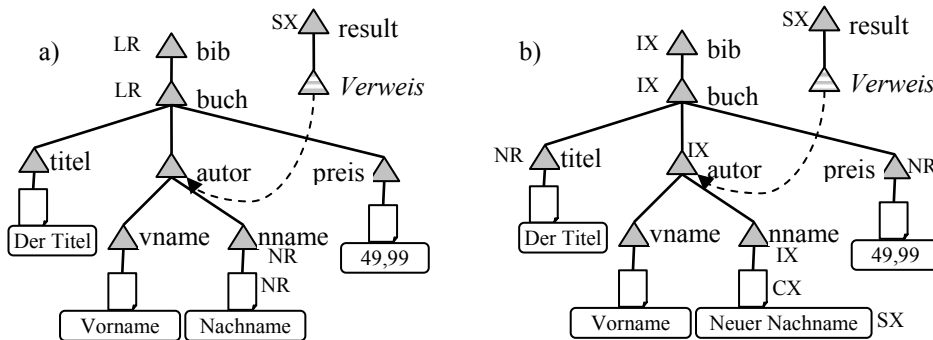 a)
LR bib
SX result
LR buch
Verweis
titel
autor
preis
Der Titel
vname
nname
NR
49,99
NR
Vorname
Nachname
b)
IX bib
SX result
IX buch
Verweis
NR titel
IX autor
preis NR
Der Titel
vname
nname
IX
49,99
CX
Vorname
Neuer Nachname SX